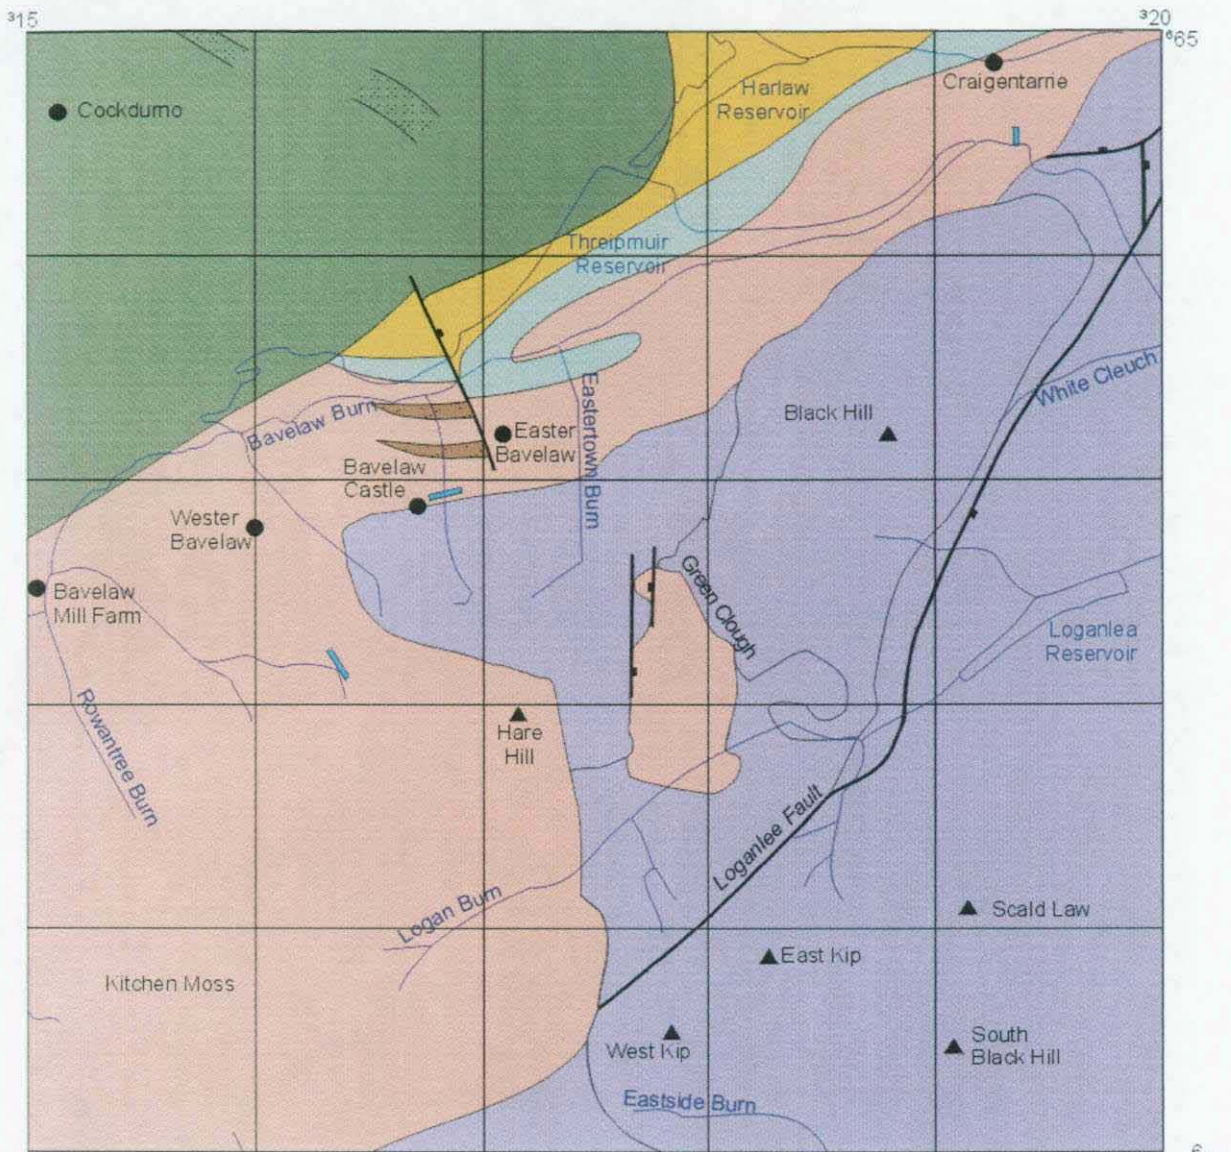 ³15
³20
⁶65
Cockdurno
Harlaw
Reservoir
Craigentarrie
Threipmuir
Reservoir
White Cleuch
Black Hill
Bavelaw Burn
Eastertown Burn
Easter
Bavelaw
Bavelaw
Castle
Wester
Bavelaw
Green Clough
Bavelaw
Mill Farm
Loganlea
Reservoir
Rowantree Burn
Hare
Hill
Loganlee Fault
Logan Burn
Scald Law
East Kip
Kitchen Moss
South
Black Hill
West Kip
Eastside Burn